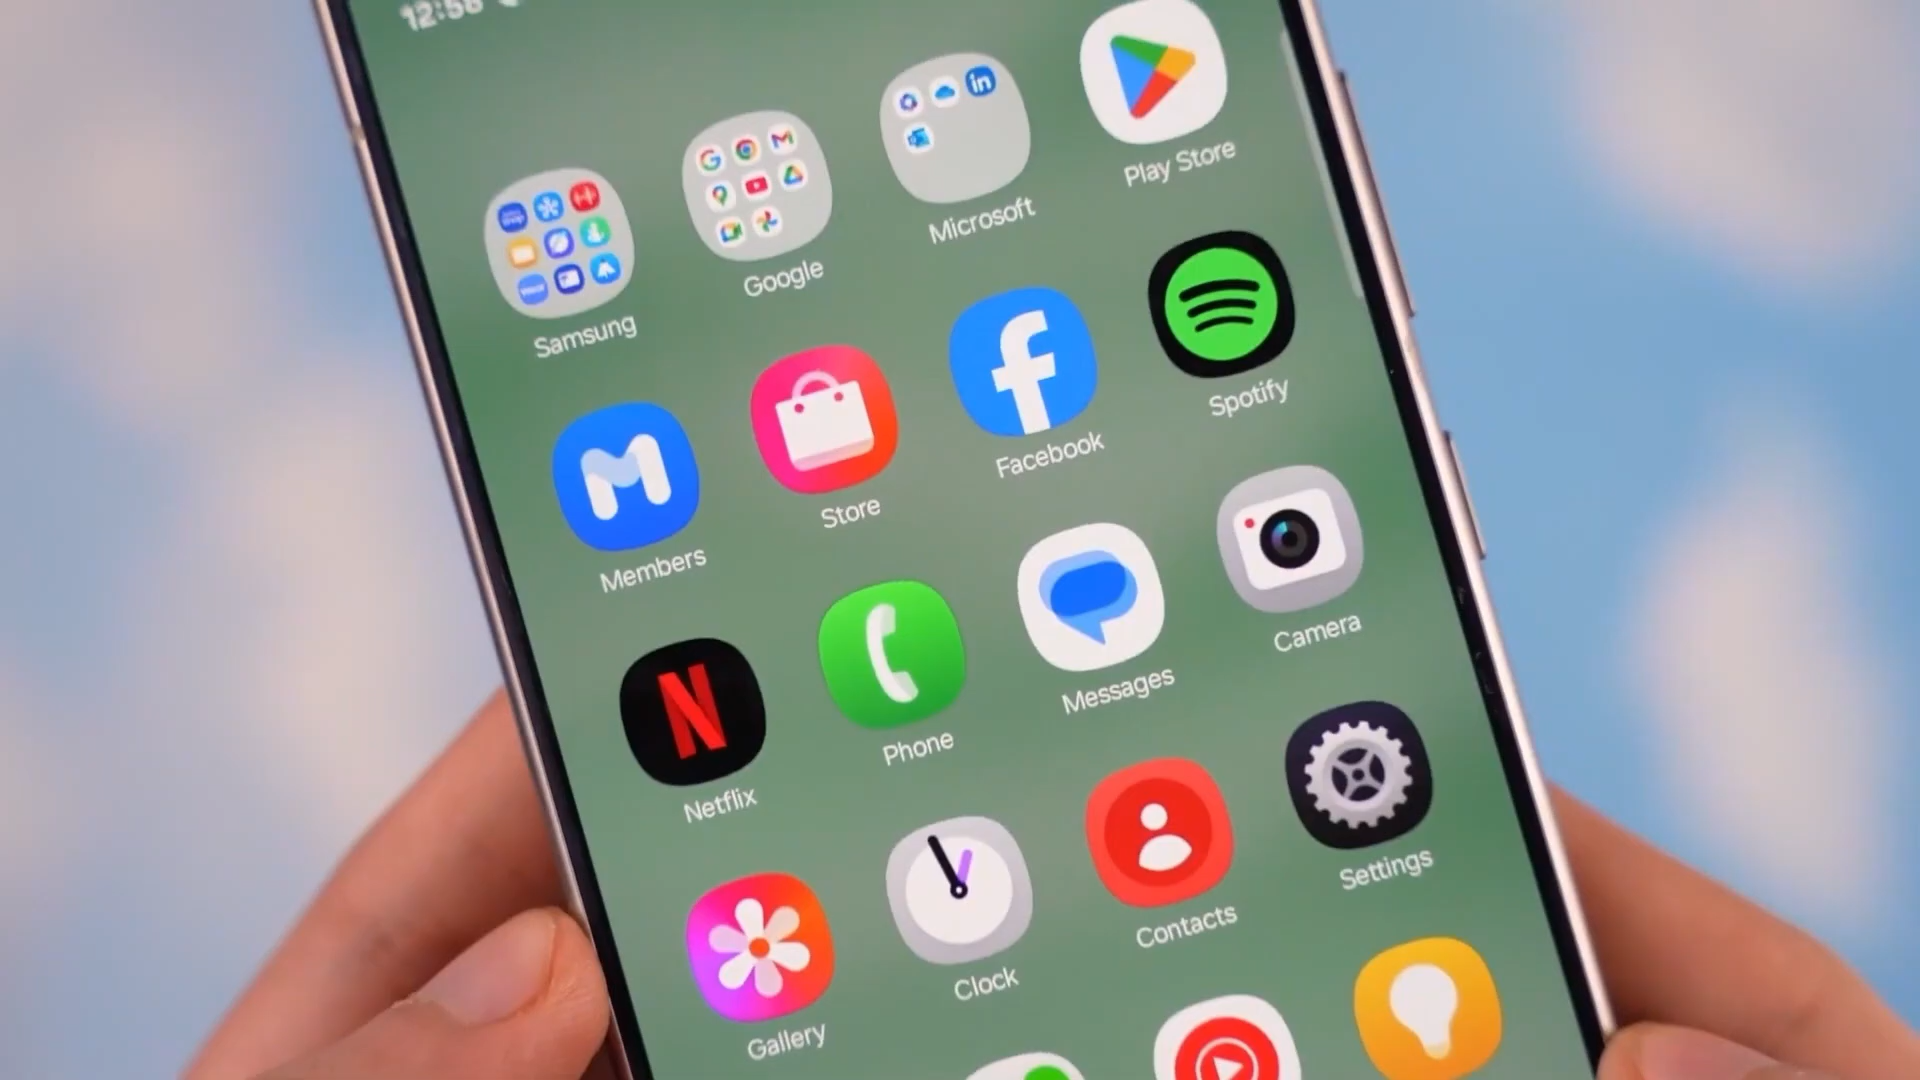 12:58
Samsung
Google
Microsoft
Play Store
Members
Store
Facebook
Spotify
Netflix
Phone
Messages
Camera
Gallery
Clock
Contacts
Settings